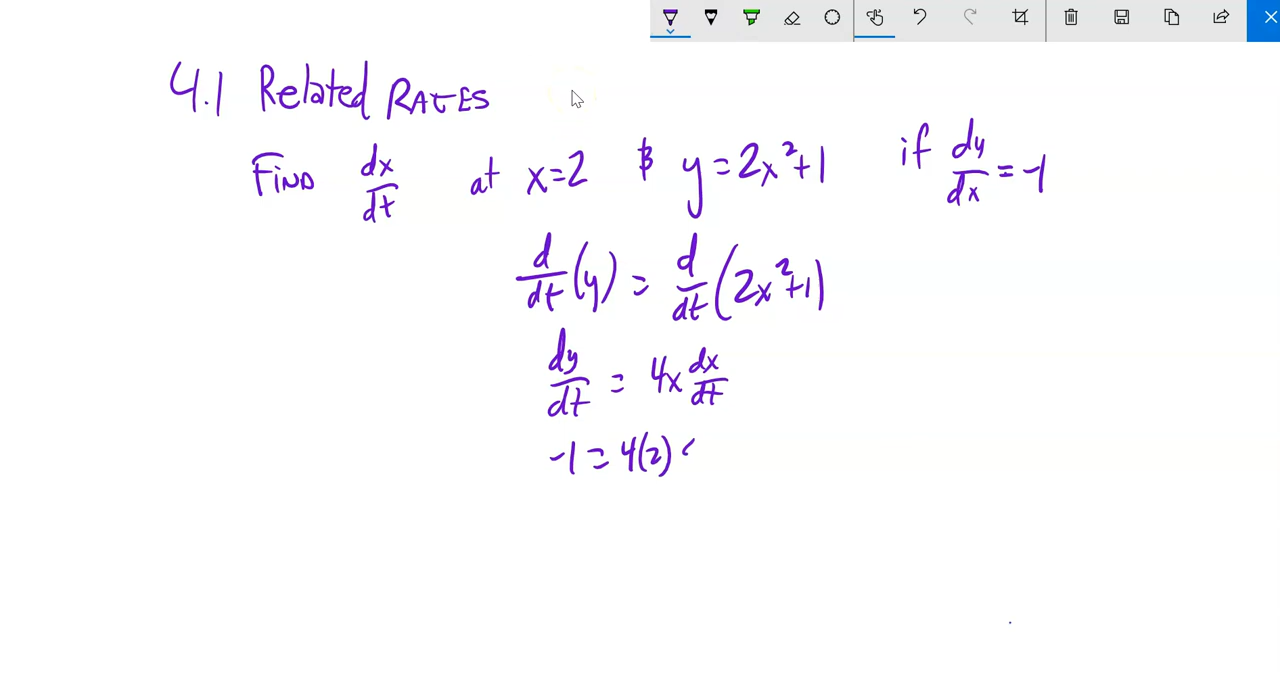 4.1 Related RATES
FIND dx/dt at x=2 & y=2x²+1 if dy/dx=-1
d/dt(y)=d/dt(2x²+1)
dy/dt=4x dx/dt
-1=4(2)